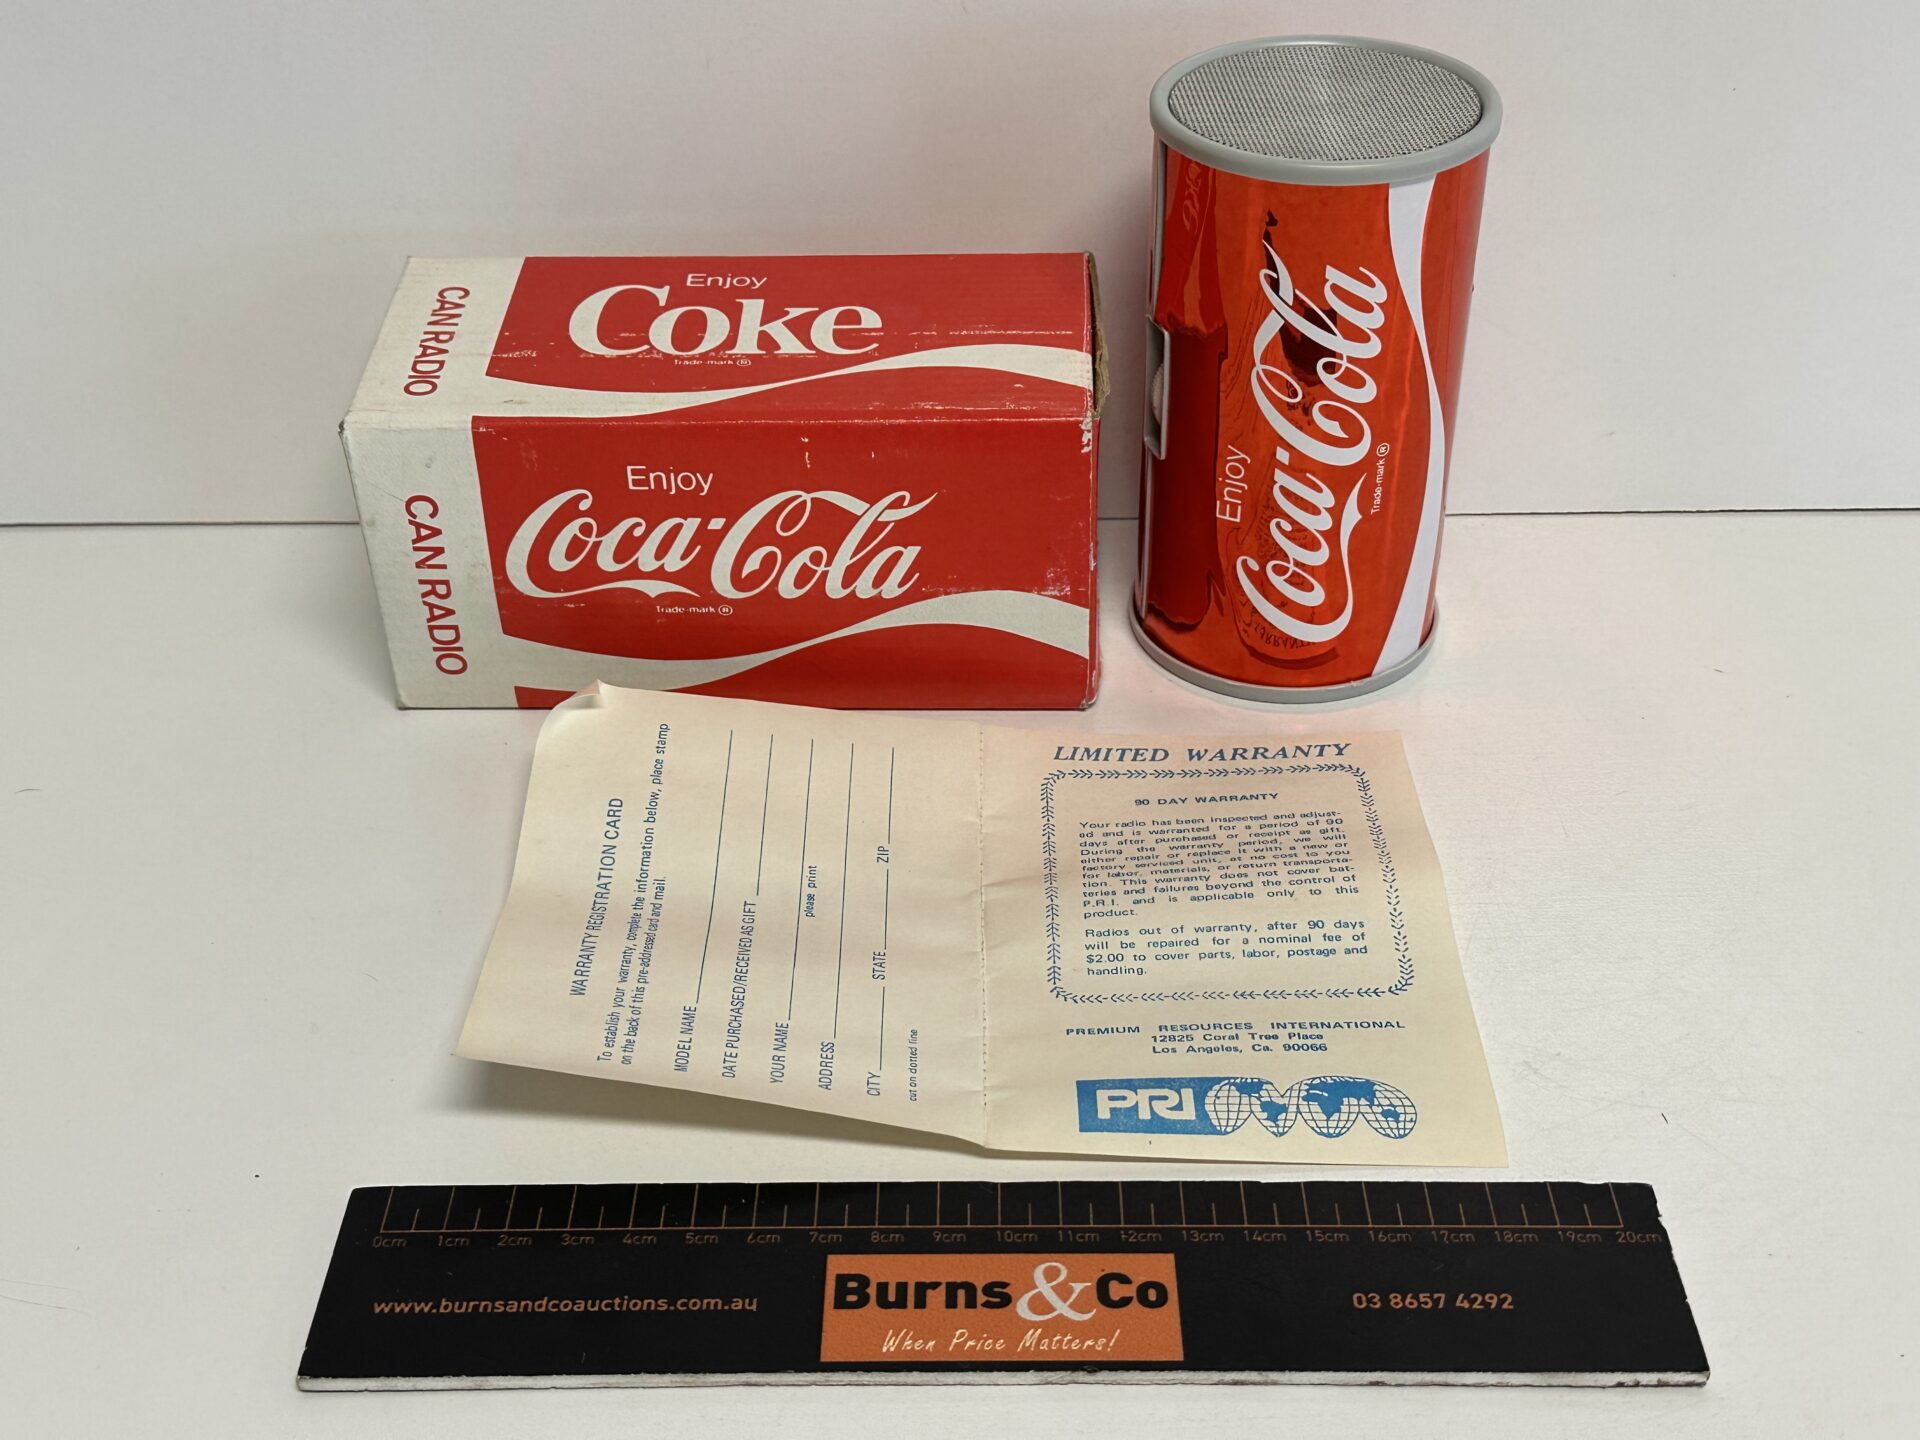 CAN RADIO
Enjoy
Coke
Trade-mark ®
CAN RADIO
Enjoy
Coca-Cola
Trade-mark ®
Enjoy
Coca-Cola
Trade-mark ®
WARRANTY REGISTRATION CARD
To establish your warranty, complete the information below, place stamp
on the back of this pre-addressed card and mail.
MODEL NAME
DATE PURCHASED/RECEIVED AS GIFT
YOUR NAME
please print
ADDRESS
CITY STATE ZIP
cut on dotted line
LIMITED WARRANTY
90 DAY WARRANTY
Your radio has been inspected and adjust-
ed and is warranted for a period of 90
days after purchased or receipt as gift.
During the warranty period, we will
either repair or replace it with a new or
factory serviced unit, at no cost to you
for labor, materials, or return transporta-
tion. This warranty does not cover bat-
teries and failures beyond the control of
P.R.I. and is applicable only to this
product.
Radios out of warranty, after 90 days
will be repaired for a nominal fee of
$2.00 to cover parts, labor, postage and
handling.
PREMIUM RESOURCES INTERNATIONAL
12825 Coral Tree Place
Los Angeles, Ca. 90066
PRI
0cm 1cm 2cm 3cm 4cm 5cm 6cm 7cm 8cm 9cm 10cm 11cm 12cm 13cm 14cm 15cm 16cm 17cm 18cm 19cm 20cm
www.burnsandcoauctions.com.au
Burns & Co
When Price Matters!
03 8657 4292